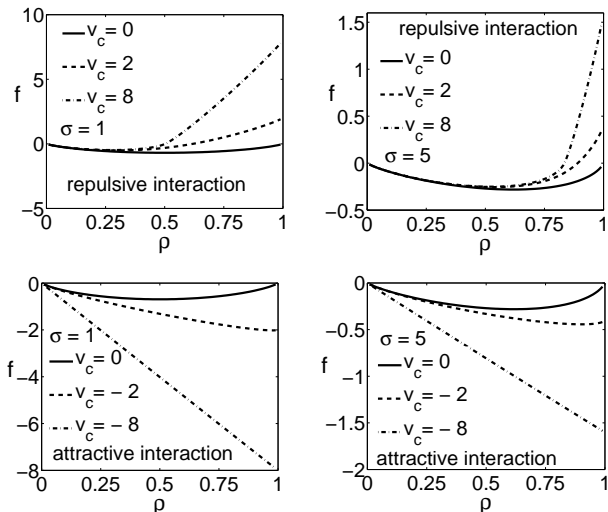 10
5
0
−5
f
v_c= 0
v_c= 2
v_c= 8
σ = 1
repulsive interaction
0 0.25 0.5 0.75 1
ρ
1.5
1
0.5
0
−0.5
f
repulsive interaction
v_c= 0
v_c= 2
v_c= 8
σ = 5
0 0.25 0.5 0.75 1
ρ
0
−2
−4
−6
−8
f
σ = 1
v_c= 0
v_c= − 2
v_c= − 8
attractive interaction
0 0.25 0.5 0.75 1
ρ
0
−0.5
−1
−1.5
−2
f
σ = 5
v_c= 0
v_c= − 2
v_c= − 8
attractive interaction
0 0.25 0.5 0.75 1
ρ